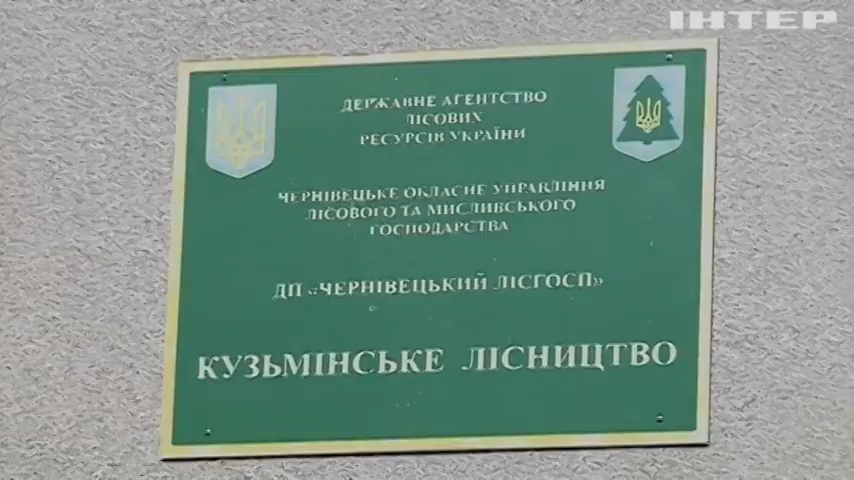 ІНТЕР
ДЕРЖАВНЕ АГЕНТСТВО
ЛІСОВИХ
РЕСУРСІВ УКРАЇНИ
ЧЕРНІВЕЦЬКЕ ОБЛАСНЕ УПРАВЛІННЯ
ЛІСОВОГО ТА МИСЛИВСЬКОГО
ГОСПОДАРСТВА
ДП «ЧЕРНІВЕЦЬКИЙ ЛІСГОСП»
КУЗЬМІНСЬКЕ ЛІСНИЦТВО